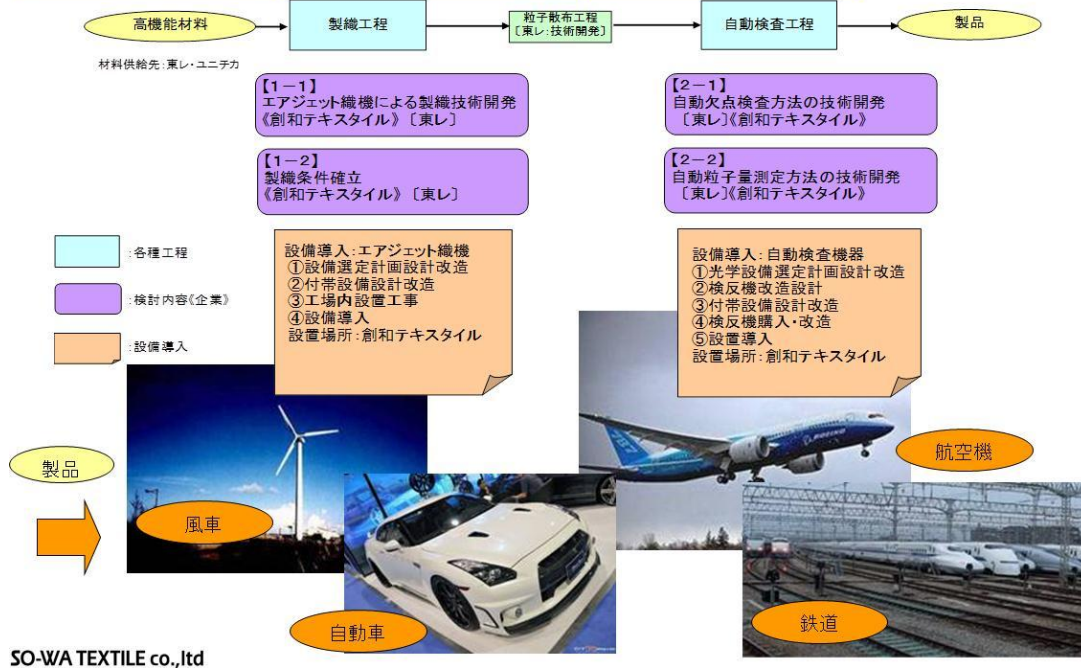 高機能材料
製織工程
粒子散布工程
〔東レ:技術開発〕
自動検査工程
製品
材料供給先:東レ・ユニチカ
【1-1】
エアジェット織機による製織技術開発
《創和テキスタイル》〔東レ〕
【2-1】
自動欠点検査方法の技術開発
〔東レ〕《創和テキスタイル》
【1-2】
製織条件確立
《創和テキスタイル》〔東レ〕
【2-2】
自動粒子量測定方法の技術開発
〔東レ〕《創和テキスタイル》
:各種工程
:検討内容《企業》
:設備導入
設備導入:エアジェット織機
①設備選定計画設計改造
②付帯設備設計改造
③工場内設置工事
④設備導入
設置場所:創和テキスタイル
設備導入:自動検査機器
①光学設備選定計画設計改造
②検反機改造設計
③付帯設備設計改造
④検反機購入・改造
⑤設置導入
設置場所:創和テキスタイル
製品
風車
自動車
787
BOEING
航空機
鉄道
SO-WA TEXTILE co.,ltd